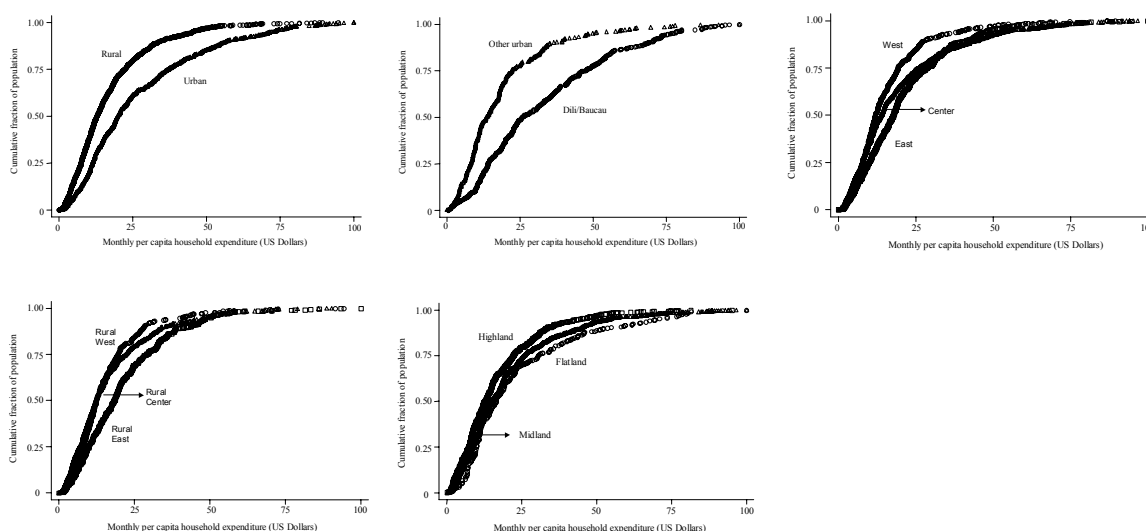 Cumulative fraction of population
1.00
0.75
0.50
0.25
0
Rural
Urban
0
25
50
75
100
Monthly per capita household expenditure (US Dollars)
Cumulative fraction of population
1.00
0.75
0.50
0.25
0
Other urban
Dili/Baucau
0
25
50
75
100
Monthly per capita household expenditure (US Dollars)
Cumulative fraction of population
1.00
0.75
0.50
0.25
0
West
Center
East
0
25
50
75
Monthly per capita household expenditure (US Dollars)
Cumulative fraction of population
1.00
0.75
0.50
0.25
0
Rural
West
Rural
Center
Rural
East
0
25
50
75
100
Monthly per capita household expenditure (US Dollars)
Cumulative fraction of population
1.00
0.75
0.50
0.25
0
Highland
Flatland
Midland
0
25
50
75
100
Monthly per capita household expenditure (US Dollars)